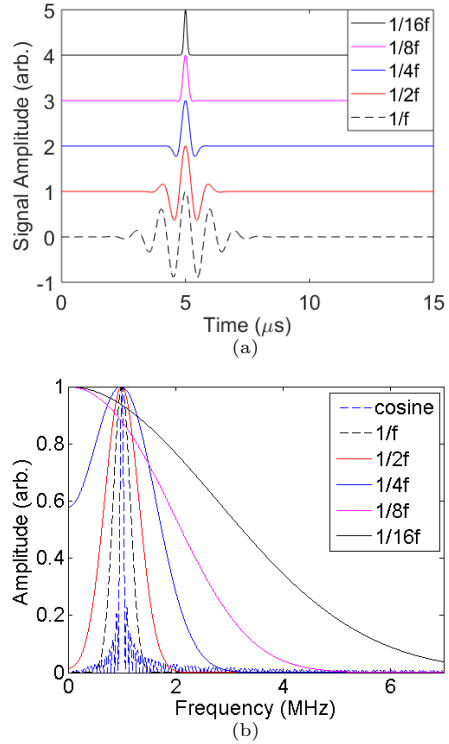 5
4
3
2
1
0
-1
Signal Amplitude (arb.)
1/16f
1/8f
1/4f
1/2f
1/f
0
5
10
15
Time (μs)
(a)
1
0.8
0.6
0.4
0.2
0
Amplitude (arb.)
cosine
1/f
1/2f
1/4f
1/8f
1/16f
0
2
4
6
Frequency (MHz)
(b)